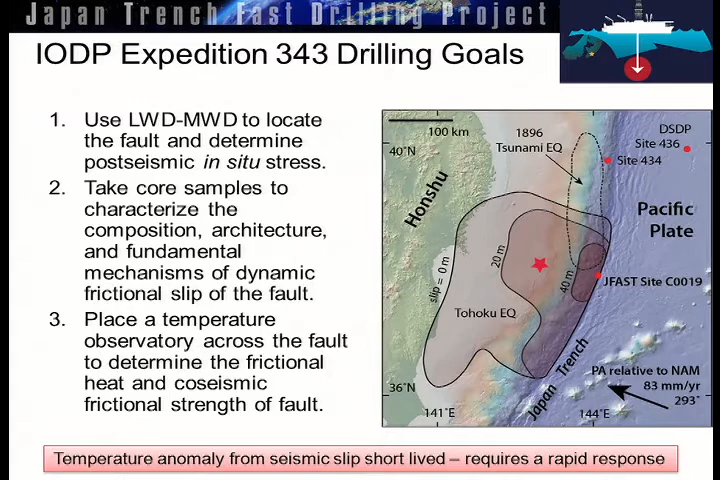 Japan Trench Fast Drilling Project
IODP Expedition 343 Drilling Goals
1. Use LWD-MWD to locate
the fault and determine
postseismic in situ stress.
2. Take core samples to
characterize the
composition, architecture,
and fundamental
mechanisms of dynamic
frictional slip of the fault.
3. Place a temperature
observatory across the fault
to determine the frictional
heat and coseismic
frictional strength of fault.
100 km
40°N
1896
Tsunami EQ
DSDP
Site 436
Site 434
Honshu
Pacific
Plate
slip = 0 m
20 m
40 m
JFAST Site C0019
Tohoku EQ
Japan Trench
PA relative to NAM
83 mm/yr
293°
36°N
141°E
144°E
Temperature anomaly from seismic slip short lived – requires a rapid response